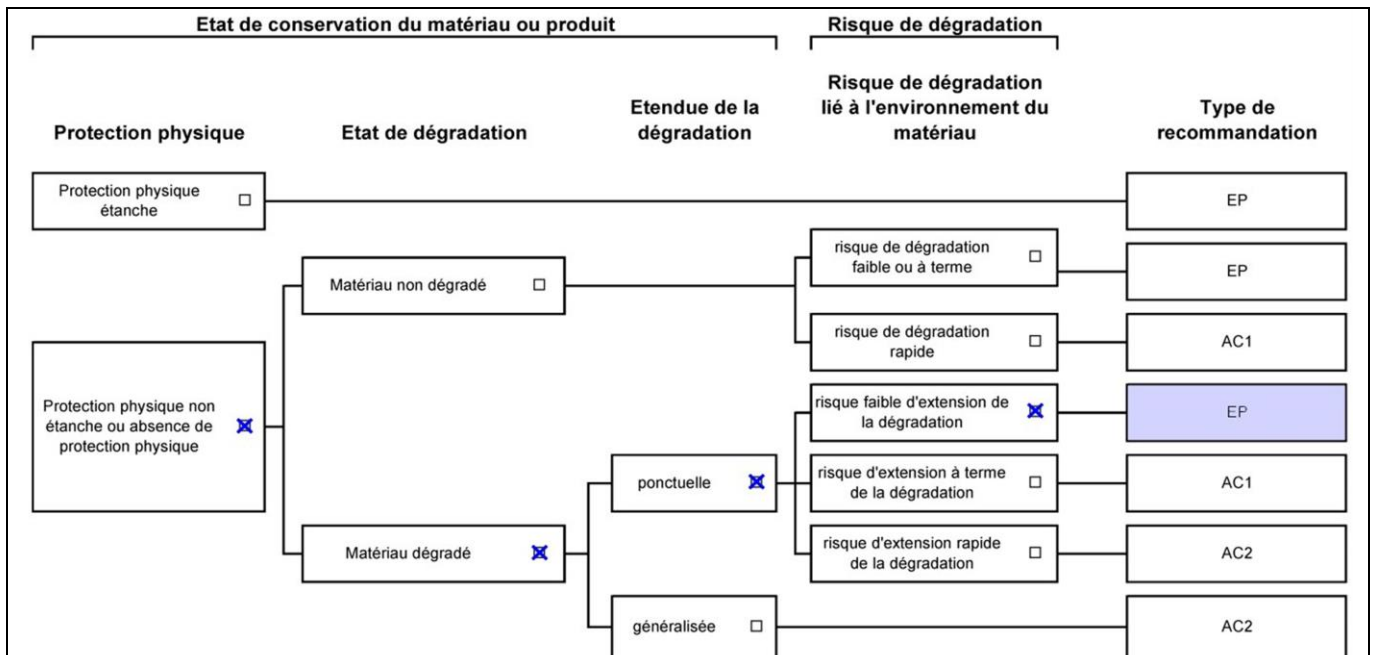 Etat de conservation du matériau ou produit
Risque de dégradation
Protection physique
Etat de dégradation
Etendue de la
dégradation
Risque de dégradation
lié à l'environnement du
matériau
Type de
recommandation
Protection physique
étanche
EP
risque de dégradation
faible ou à terme
EP
Matériau non dégradé
risque de dégradation
rapide
AC1
Protection physique non
étanche ou absence de
protection physique
risque faible d'extension de
la dégradation
EP
ponctuelle
risque d'extension à terme
de la dégradation
AC1
Matériau dégradé
risque d'extension rapide
de la dégradation
AC2
généralisée
AC2